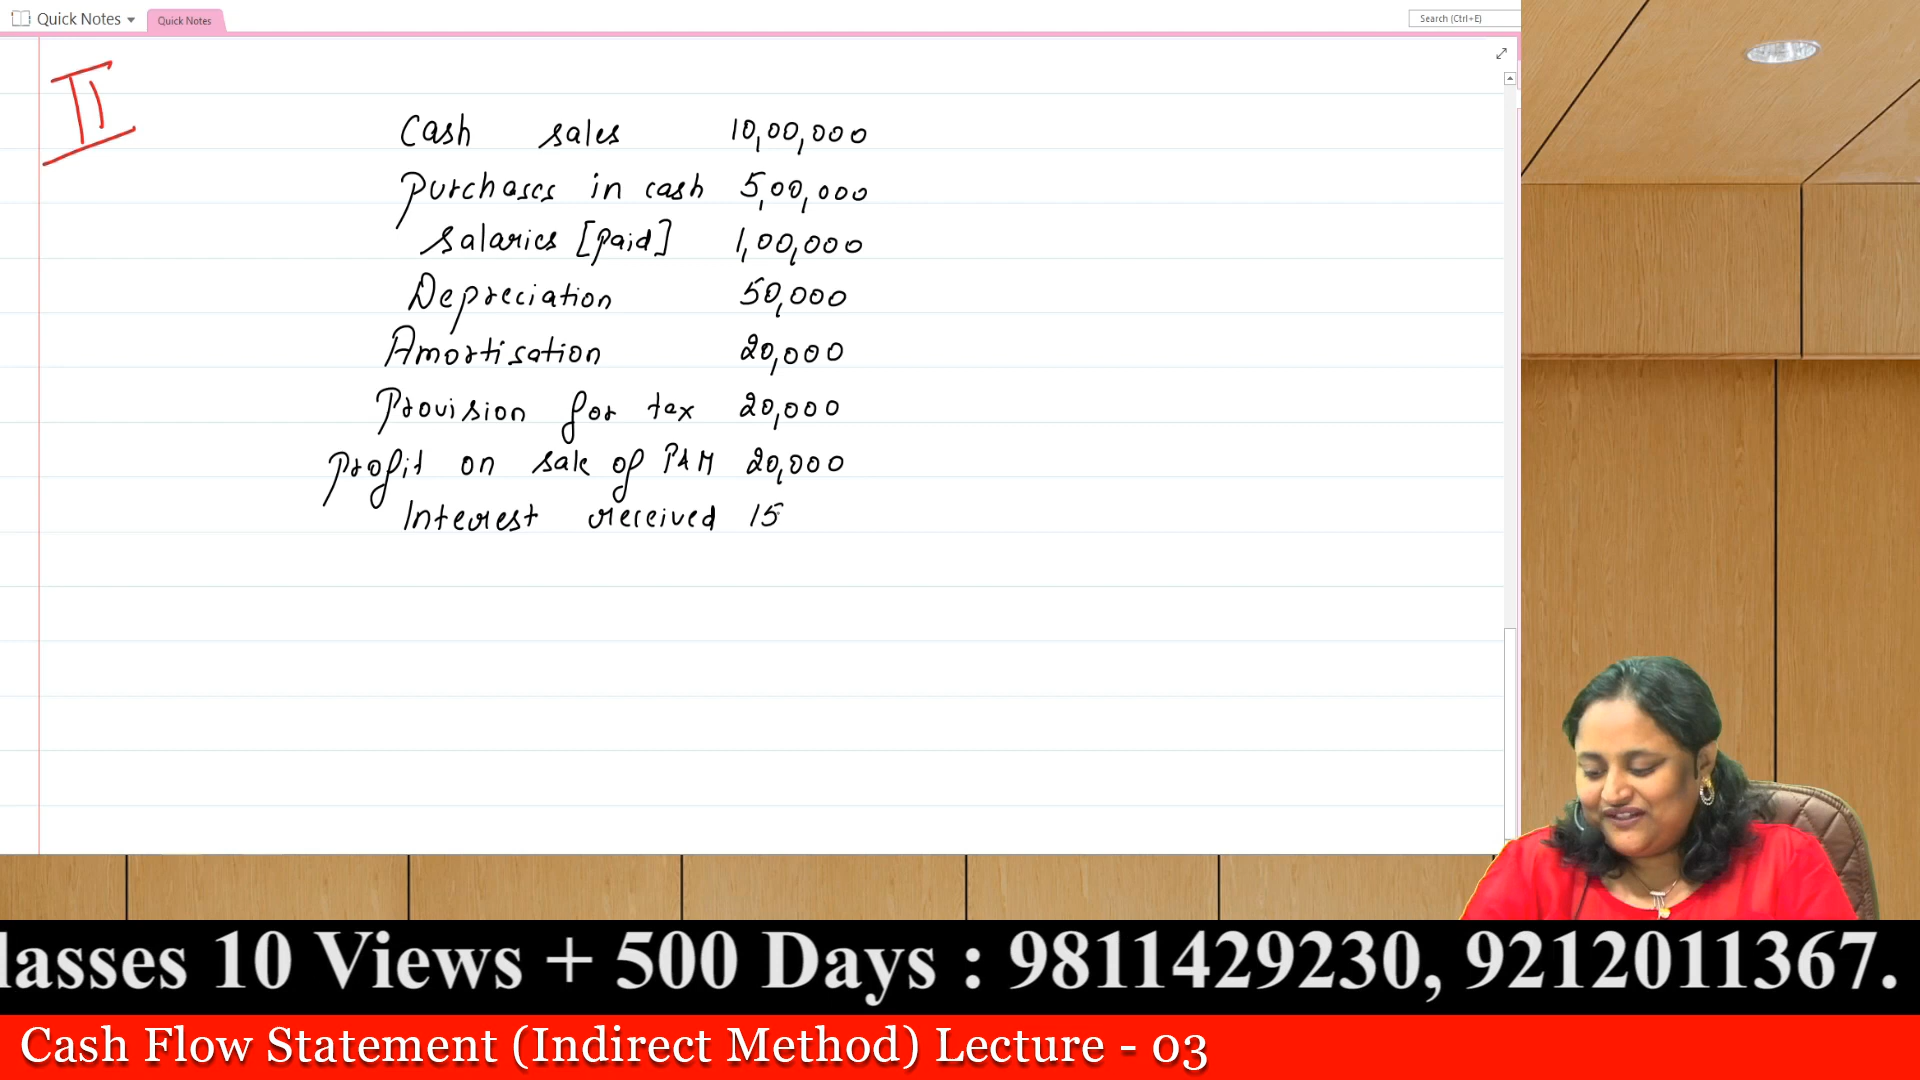 Quick Notes
Quick Notes
Search (Ctrl+E)
II
Cash sales 10,00,000
Purchases in cash 5,00,000
Salaries [paid] 1,00,000
Depreciation 50,000
Amortisation 20,000
Provision for tax 20,000
Profit on sale of P&M 20,000
Interest received 15
lasses 10 Views + 500 Days : 9811429230, 9212011367.
Cash Flow Statement (Indirect Method) Lecture - 03